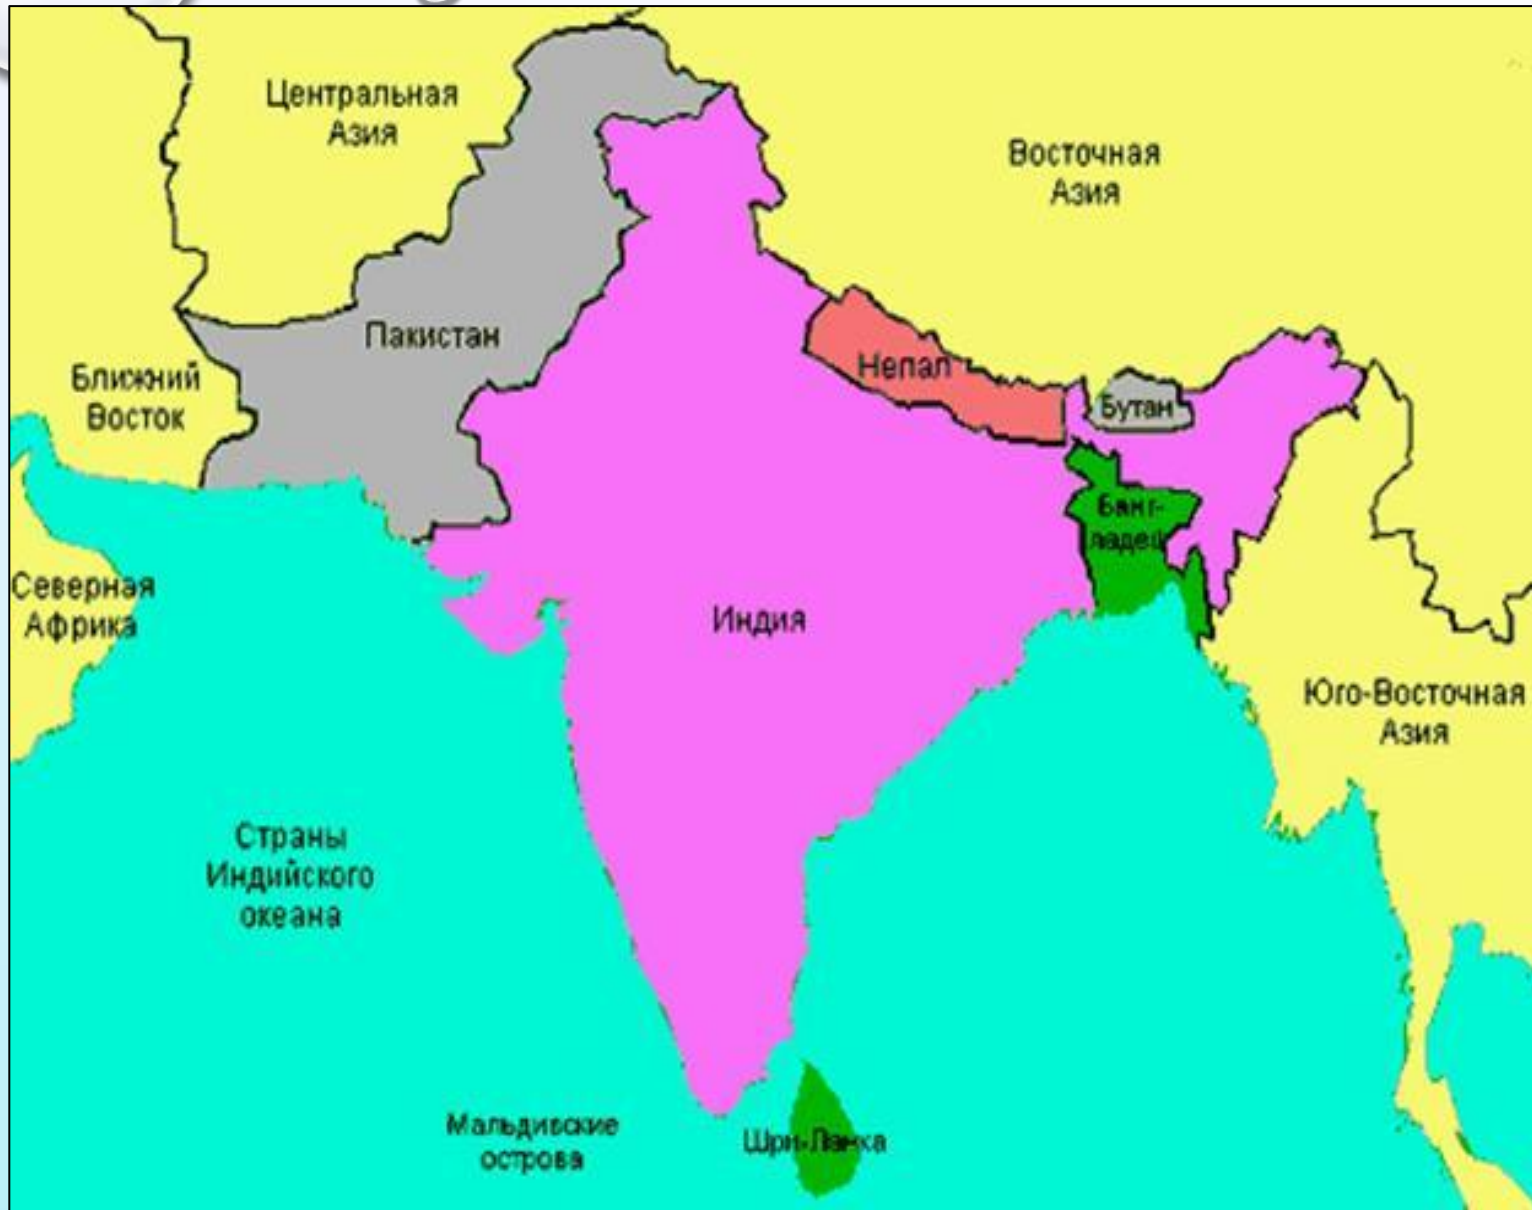 Центральная
Азия
Восточная
Азия
Пакистан
Ближний
Восток
Непал
Бутан
Банг-
ладеш
Северная
Африка
Индия
Юго-Восточная
Азия
Страны
Индийского
океана
Мальдивские
острова
Шри-Ланка